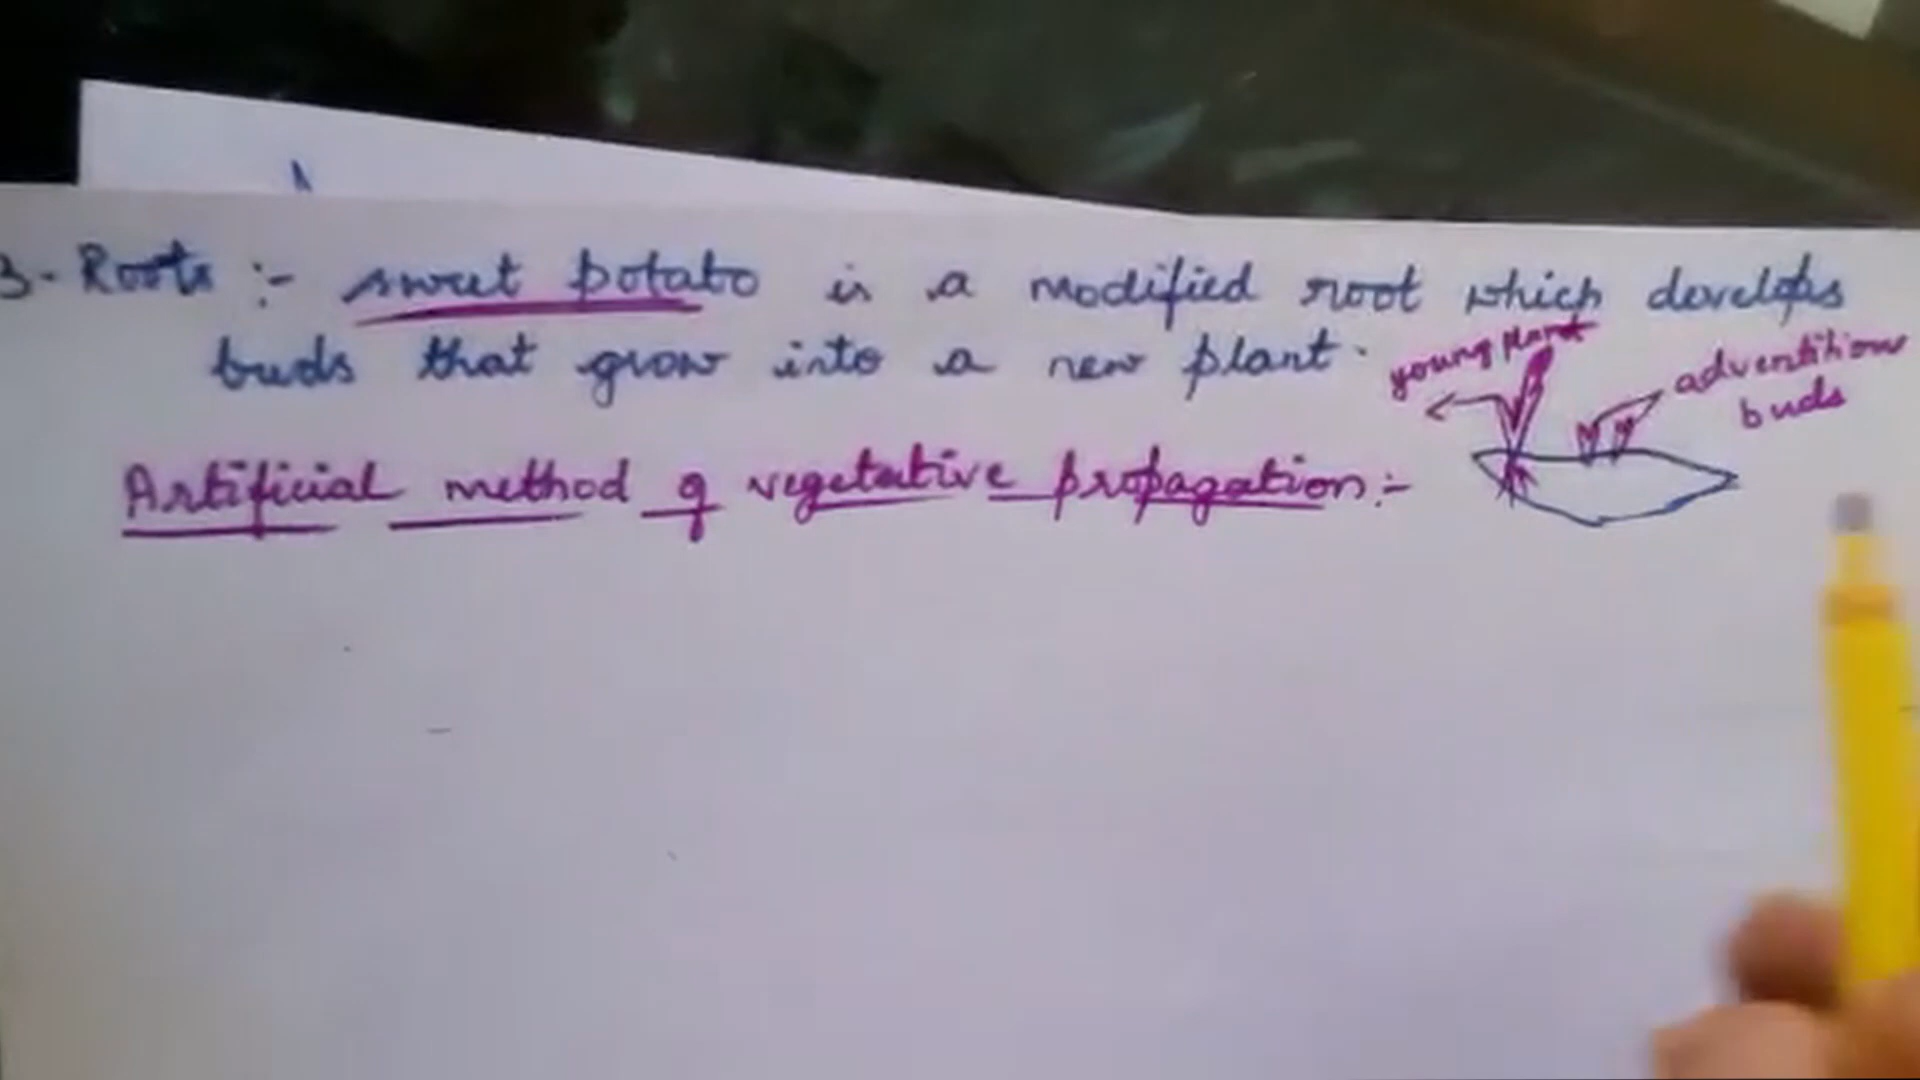 3. Roots :- sweet potato is a modified root which develops
buds that grow into a new plant.
young plant
adventitious
buds
Artificial method of vegetative propagation :-